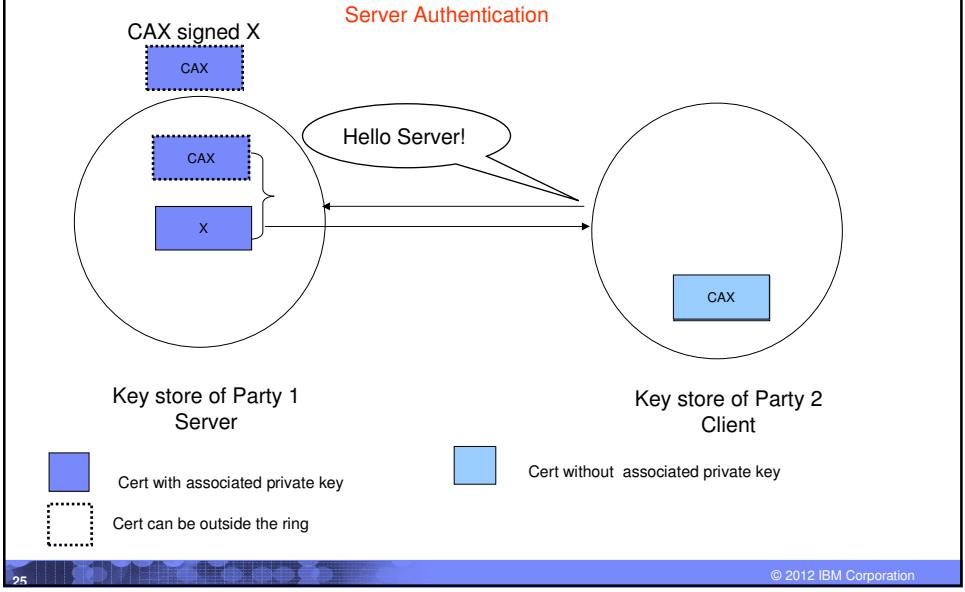 Server Authentication
CAX signed X
CAX
Hello Server!
CAX
X
CAX
Key store of Party 1
Server
Key store of Party 2
Client
Cert with associated private key
Cert without associated private key
Cert can be outside the ring
25
© 2012 IBM Corporation